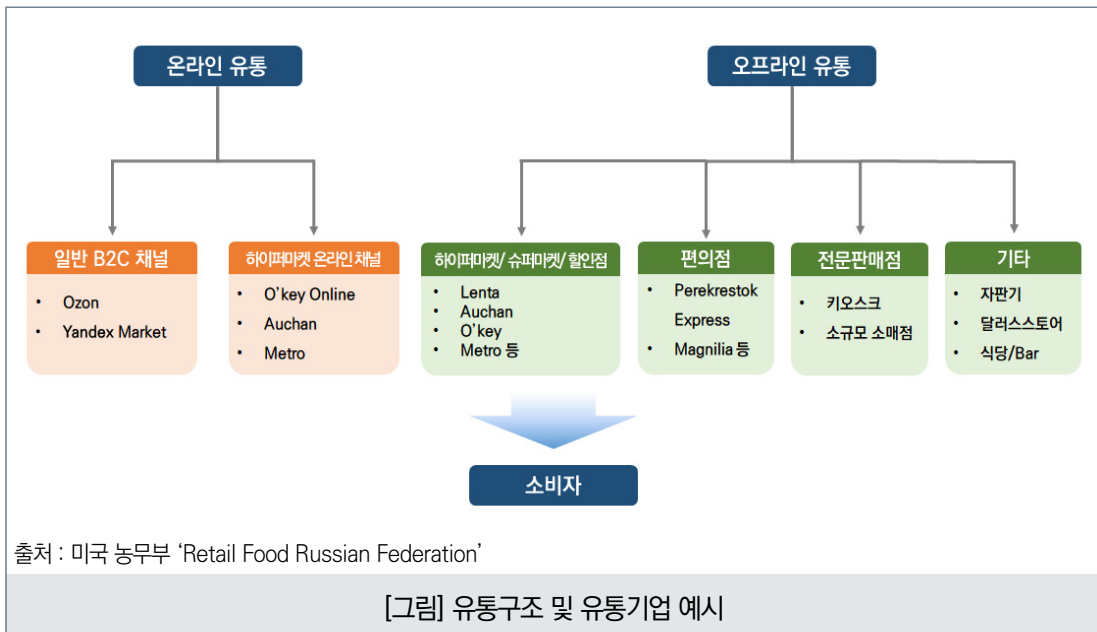 온라인 유통
오프라인 유통
일반 B2C 채널
• Ozon
• Yandex Market
하이퍼마켓 온라인 채널
• O'key Online
• Auchan
• Metro
하이퍼마켓/ 슈퍼마켓/ 할인점
• Lenta
• Auchan
• O'key
• Metro 등
편의점
• Perekrestok
Express
• Magnilia 등
전문판매점
• 키오스크
• 소규모 소매점
기타
• 자판기
• 달러스스토어
• 식당/Bar
소비자
출처 : 미국 농무부 ‘Retail Food Russian Federation’
[그림] 유통구조 및 유통기업 예시